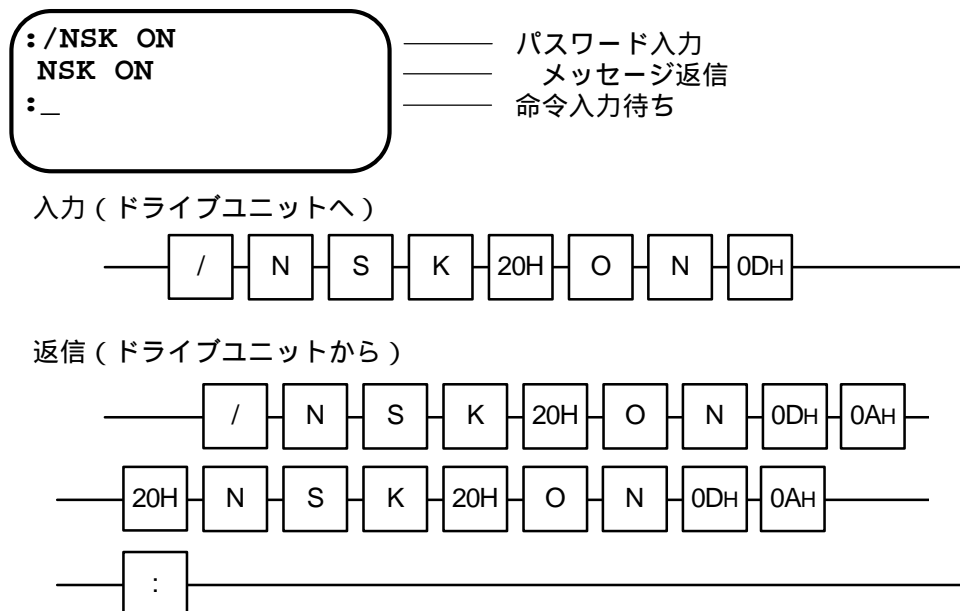 :/NSK ON パスワード入力
NSK ON メッセージ返信
:_ 命令入力待ち
入力(ドライブユニットへ)
/ N S K 20H O N 0DH
返信(ドライブユニットから)
/ N S K 20H O N 0DH 0AH
20H N S K 20H O N 0DH 0AH
: